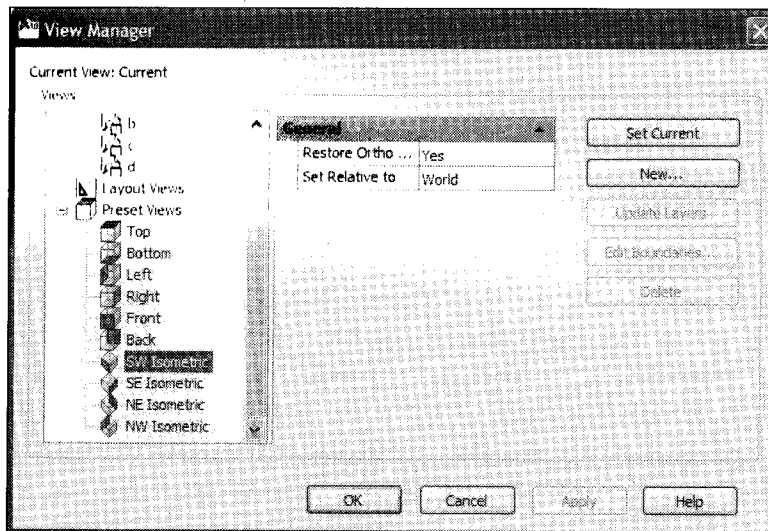 View Manager
Current View: Current
Views
b
c
d
Layout Views
Preset Views
Top
Bottom
Left
Right
Front
Back
SW Isometric
SE Isometric
NE Isometric
NW Isometric
General
Restore Ortho ... Yes
Set Relative to World
Set Current
New...
Update Layers
Edit Boundaries...
Delete
OK
Cancel
Apply
Help